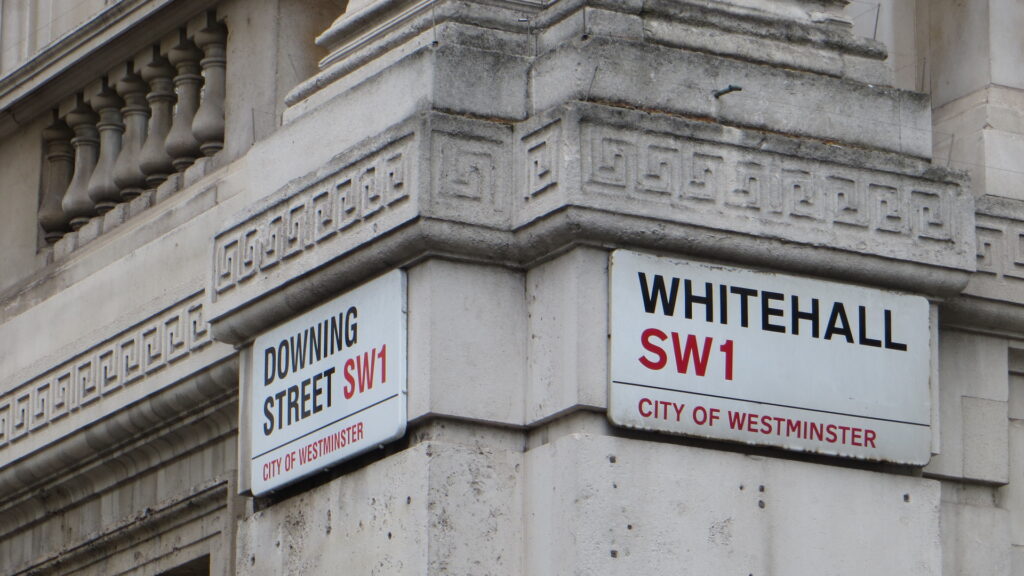 DOWNING
STREET SW1
CITY OF WESTMINSTER
WHITEHALL
SW1
CITY OF WESTMINSTER